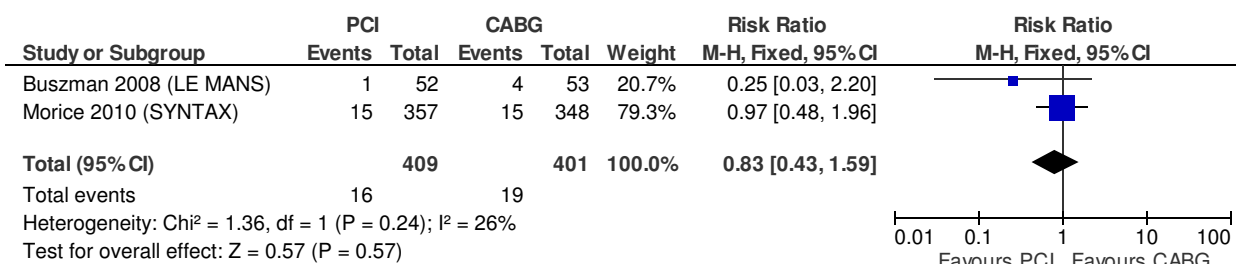 PCI CABG Risk Ratio Risk Ratio
Study or Subgroup Events Total Events Total Weight M-H, Fixed, 95% CI M-H, Fixed, 95% CI
Buszman 2008 (LE MANS) 1 52 4 53 20.7% 0.25 [0.03, 2.20]
Morice 2010 (SYNTAX) 15 357 15 348 79.3% 0.97 [0.48, 1.96]
Total (95% CI) 409 401 100.0% 0.83 [0.43, 1.59]
Total events 16 19
Heterogeneity: Chi² = 1.36, df = 1 (P = 0.24); I² = 26%
Test for overall effect: Z = 0.57 (P = 0.57)
0.01 0.1 1 10 100
Favours PCI Favours CABG